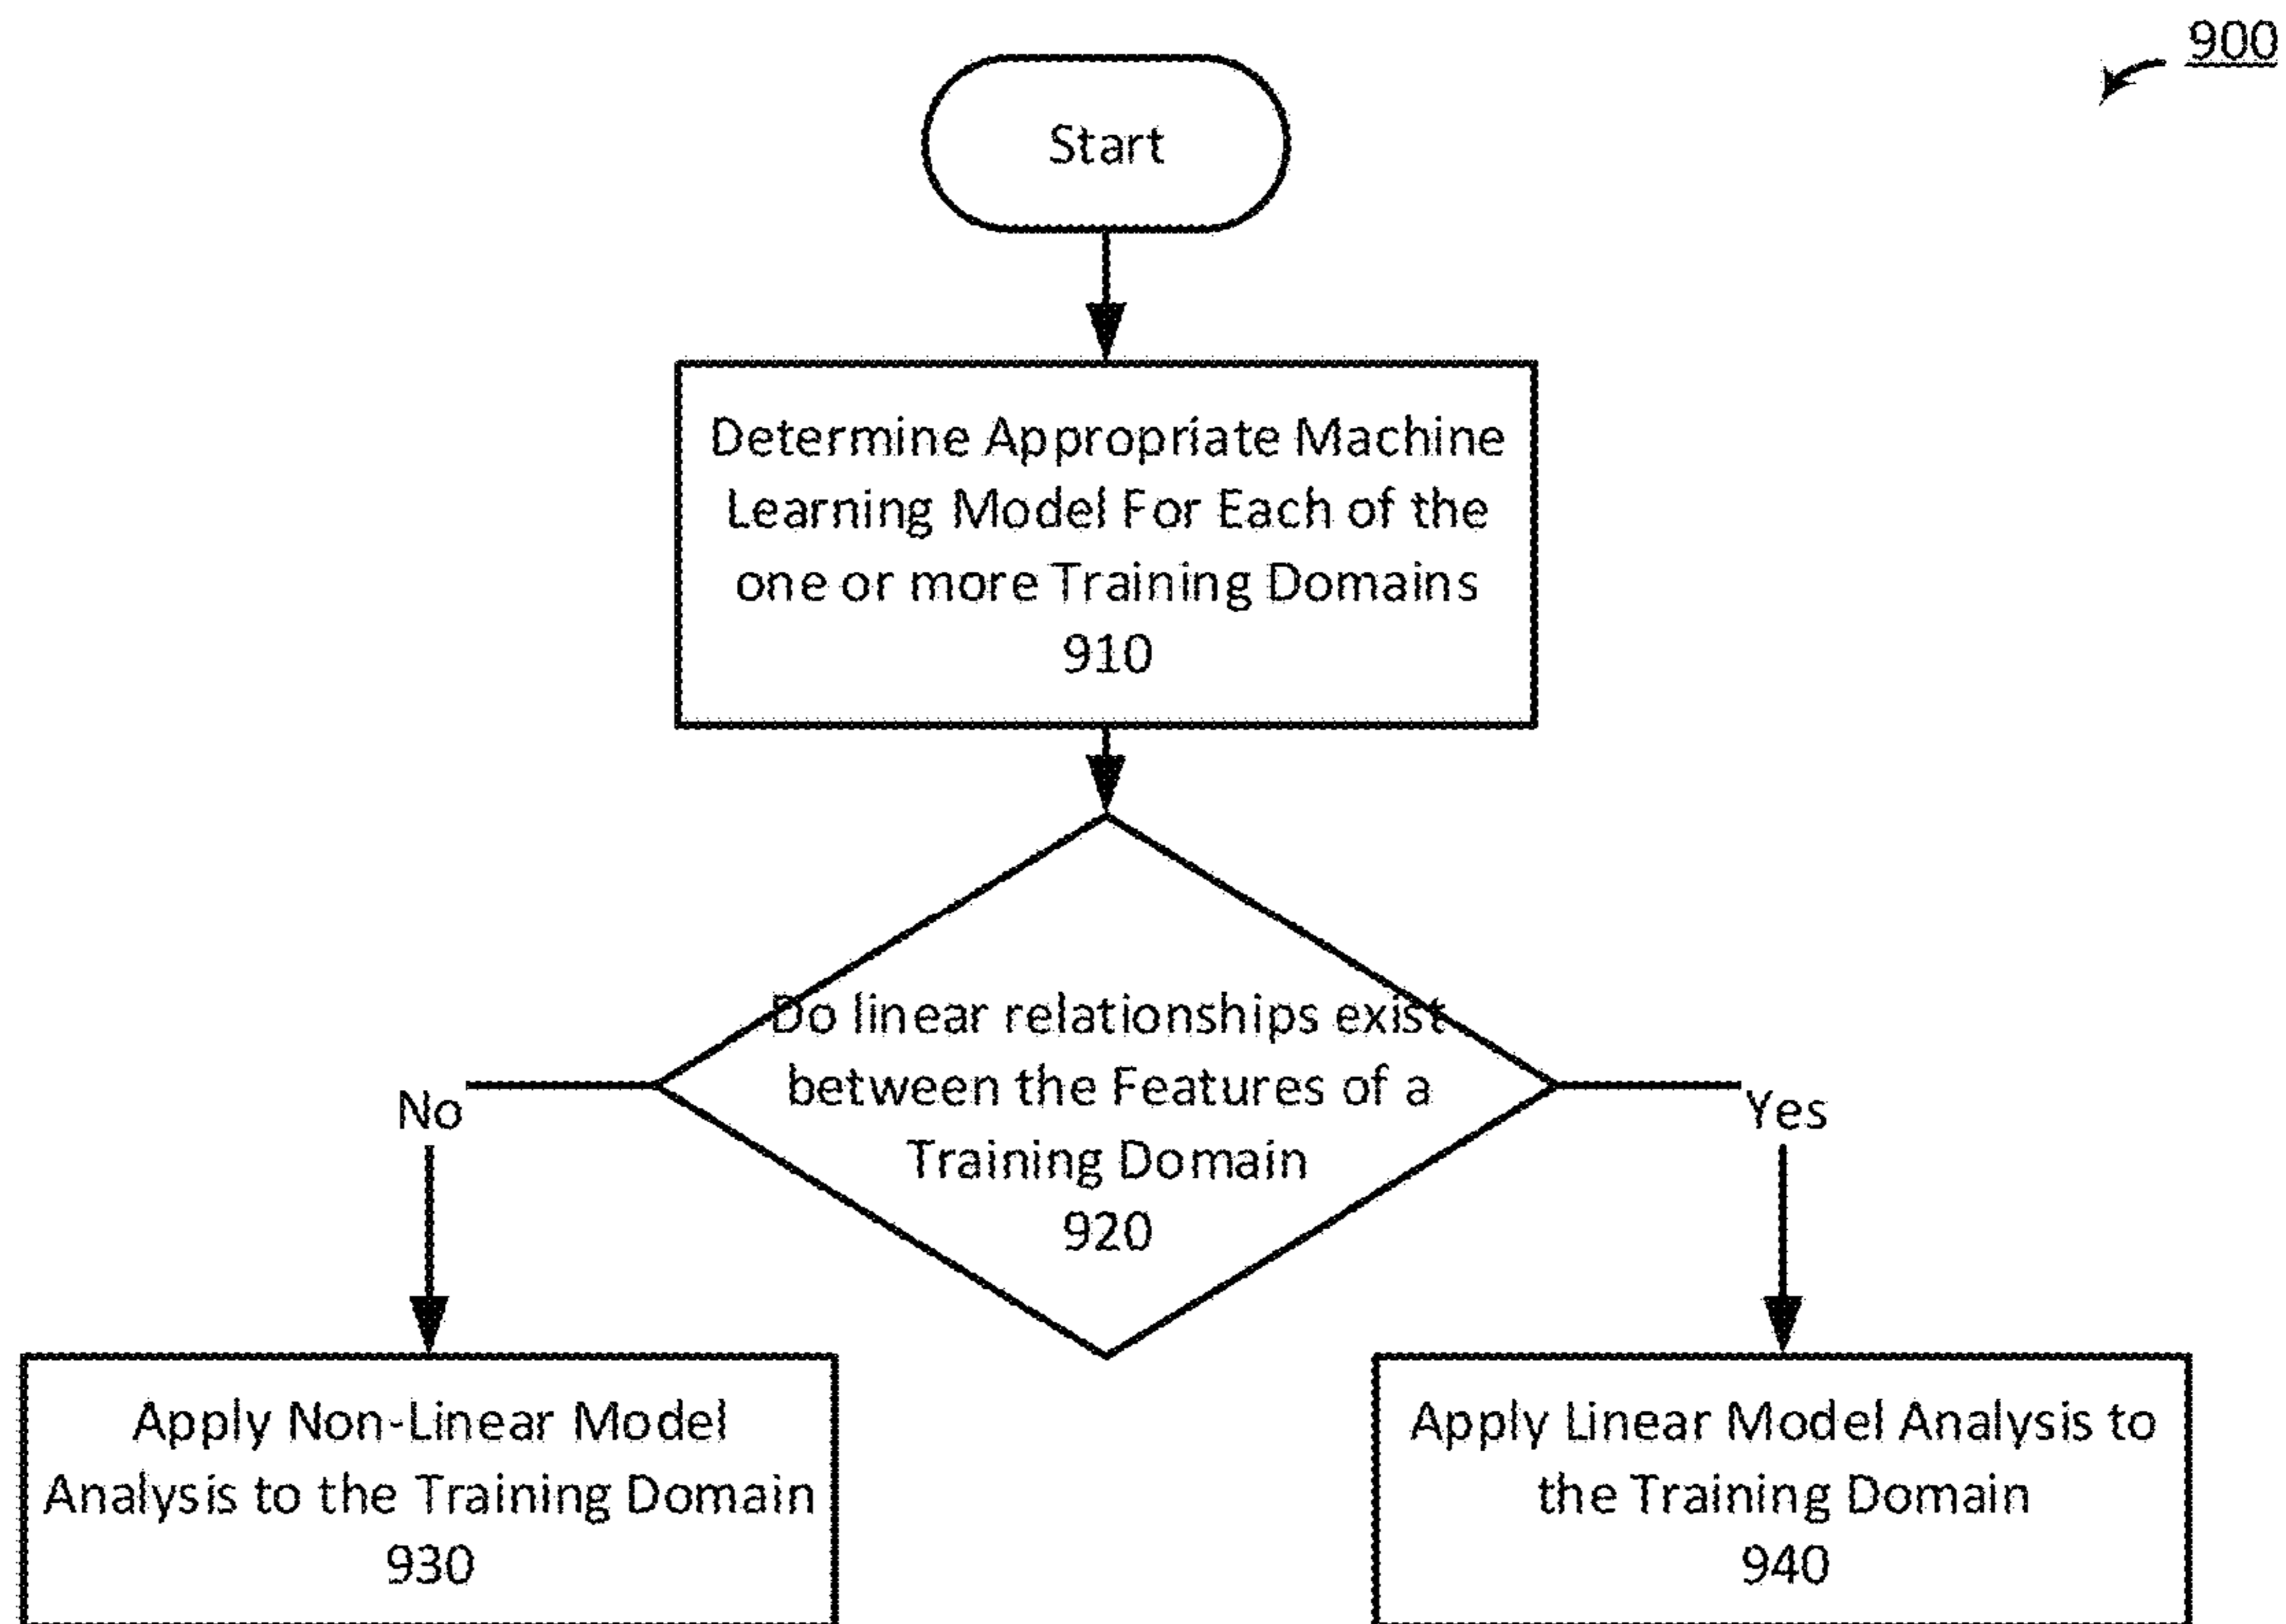 900
Start
Determine Appropriate Machine
Learning Model For Each of the
one or more Training Domains
910
Do linear relationships exist
between the Features of a
Training Domain
920
No
Yes
Apply Non-Linear Model
Analysis to the Training Domain
930
Apply Linear Model Analysis to
the Training Domain
940